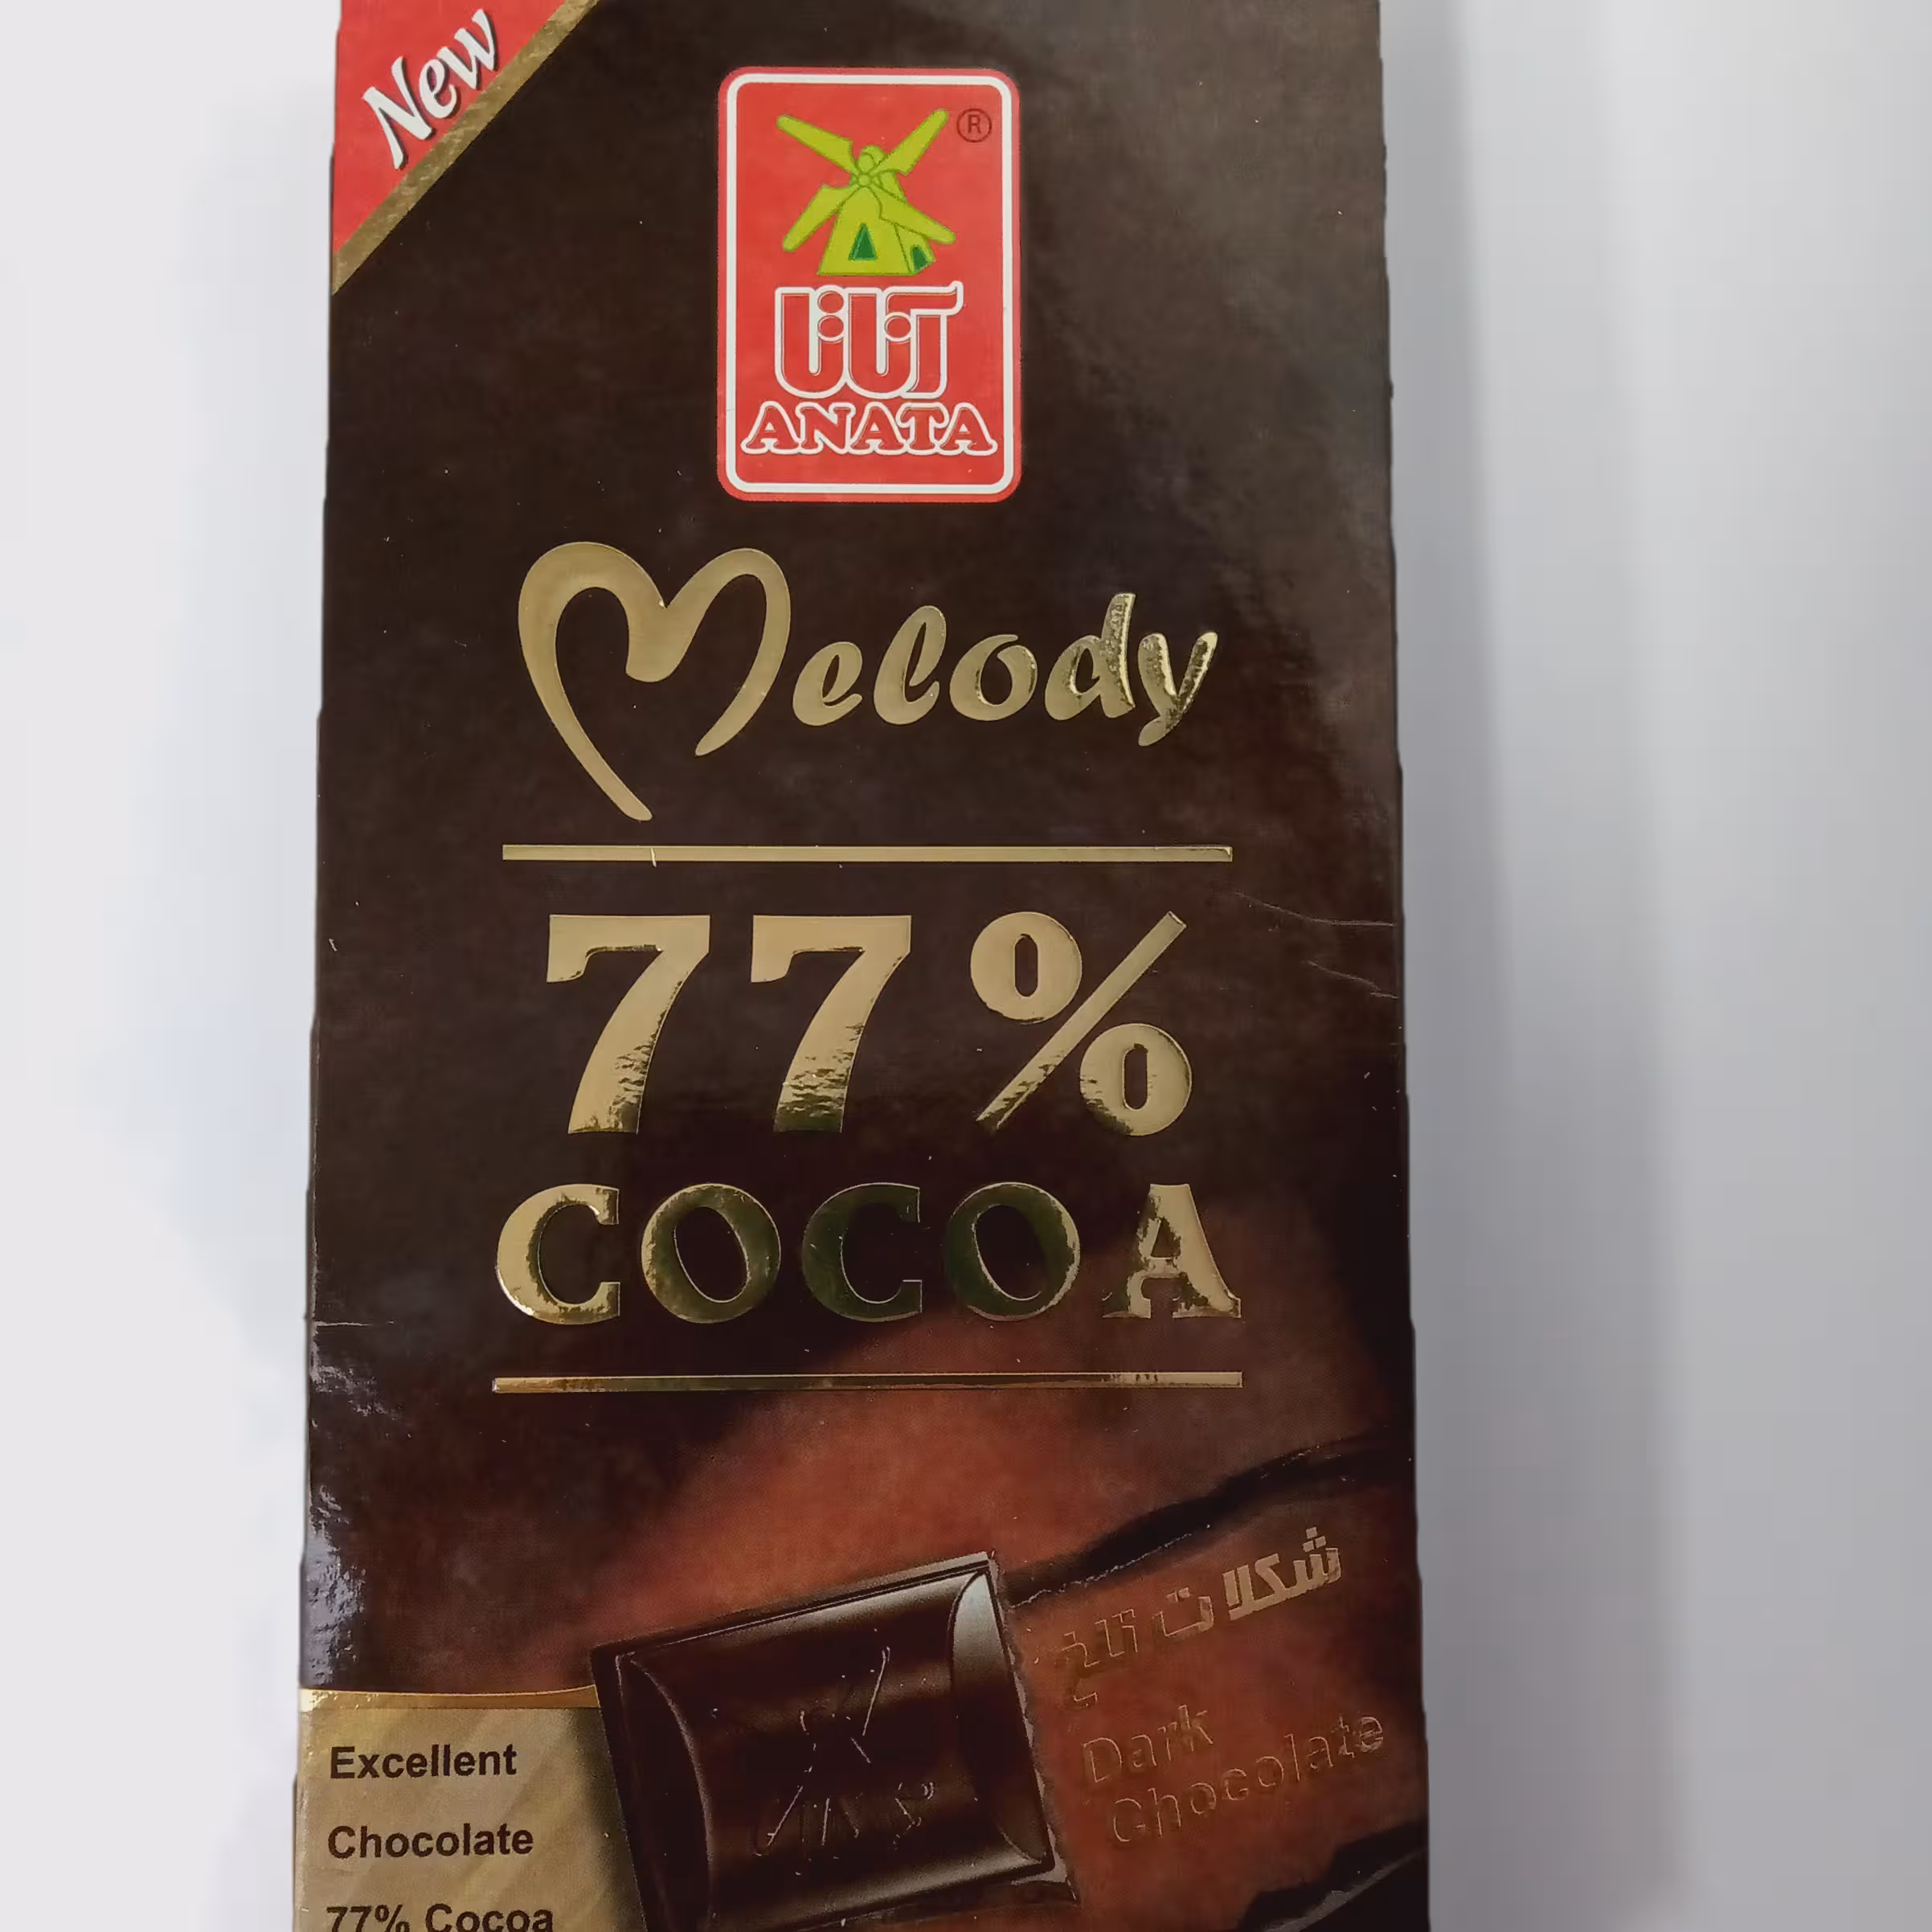 New
®
آناتا
ANATA
Melody
77%
COCOA
شکلات تلخ
Dark
Chocolate
Excellent
Chocolate
77% Cocoa